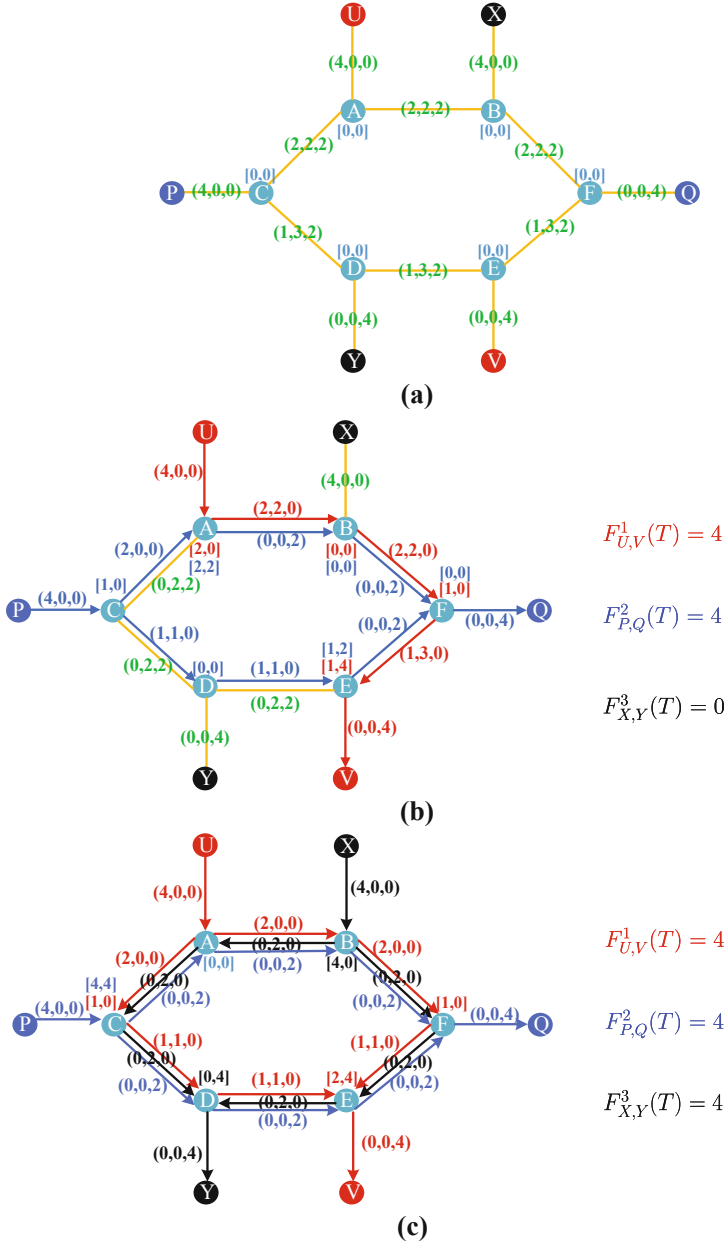 U X
(4,0,0) (4,0,0)
A (2,2,2) B
[0,0] [0,0]
(2,2,2) (2,2,2)
[0,0] [0,0]
P (4,0,0) C F (0,0,4) Q
(1,3,2) (1,3,2)
[0,0] [0,0]
D (1,3,2) E
(0,0,4) (0,0,4)
Y V
(a)
U X
(4,0,0) (4,0,0)
(2,2,0)
A B
(0,0,2)
[2,0] [0,0]
[2,2] [0,0]
(2,0,0) (2,2,0)
(0,2,2) (0,0,2)
[1,0] [0,0]
[1,0]
P (4,0,0) C F (0,0,4) Q
(1,1,0) (0,0,2)
(0,2,2) (1,3,0)
[0,0] [1,2]
[1,4]
D (1,1,0) E
(0,2,2)
(0,0,4) (0,0,4)
Y V
F¹_{U,V}(T) = 4
F²_{P,Q}(T) = 4
F³_{X,Y}(T) = 0
(b)
U X
(4,0,0) (4,0,0)
(2,0,0)
A (0,2,0) B
(0,0,2)
[0,0] [4,0]
(2,0,0) (2,0,0)
(0,2,0) (0,2,0)
(0,0,2) (0,0,2)
[4,4]
[1,0] [1,0]
P (4,0,0) C F (0,0,4) Q
(1,1,0) (1,1,0)
(0,2,0) (0,2,0)
(0,0,2) (0,0,2)
[0,4] [2,4]
(1,1,0)
D (0,2,0) E
(0,0,2)
(0,0,4) (0,0,4)
Y V
F¹_{U,V}(T) = 4
F²_{P,Q}(T) = 4
F³_{X,Y}(T) = 4
(c)